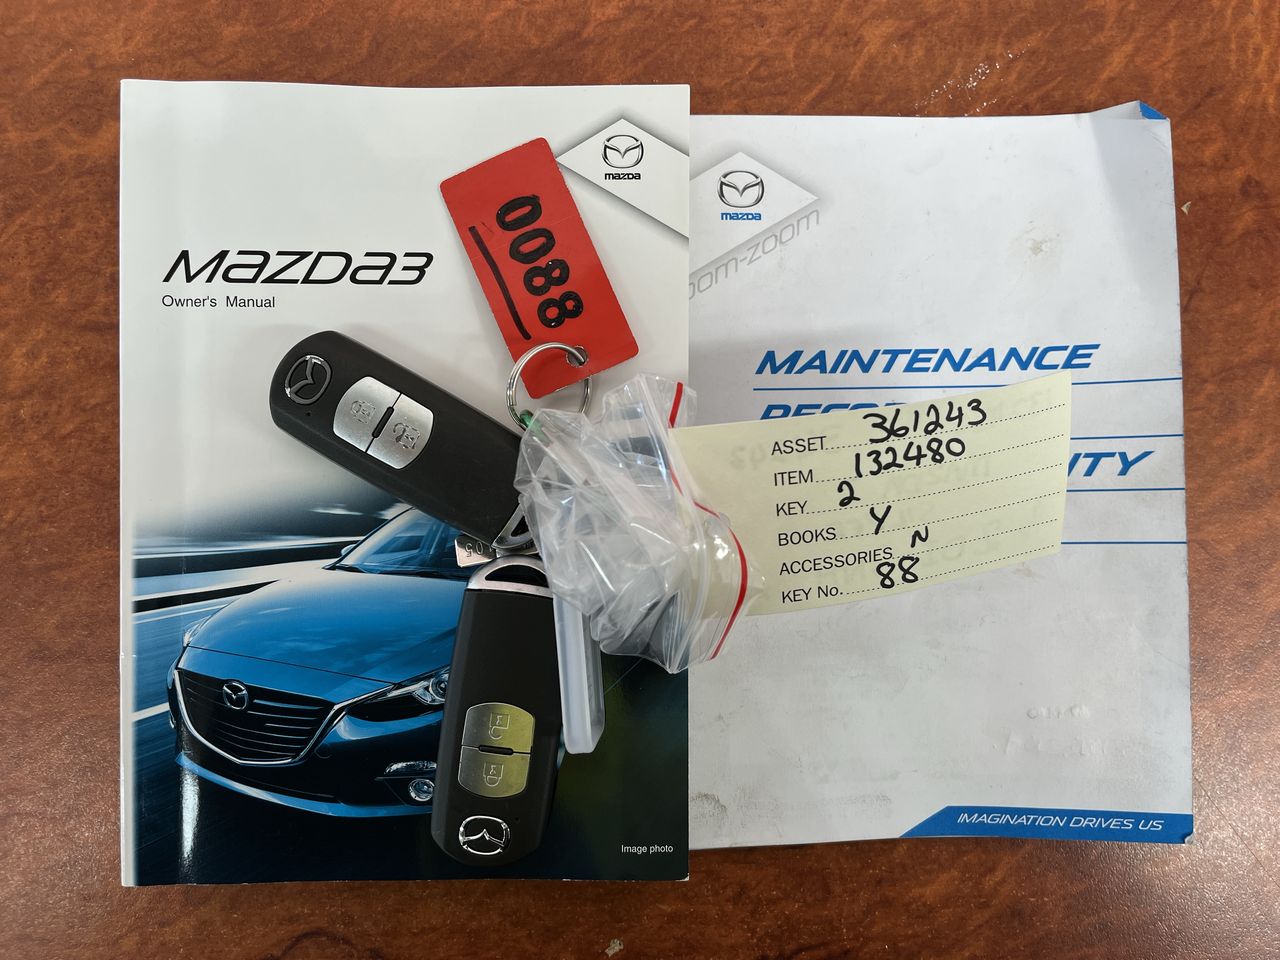 mazda
MAZDA3
Owner's Manual
0088
Image photo
mazda
oom-zoom
MAINTENANCE
ASSET 361243
ITEM 132480
KEY 2
BOOKS Y
ACCESSORIES N
KEY No. 88
IMAGINATION DRIVES US